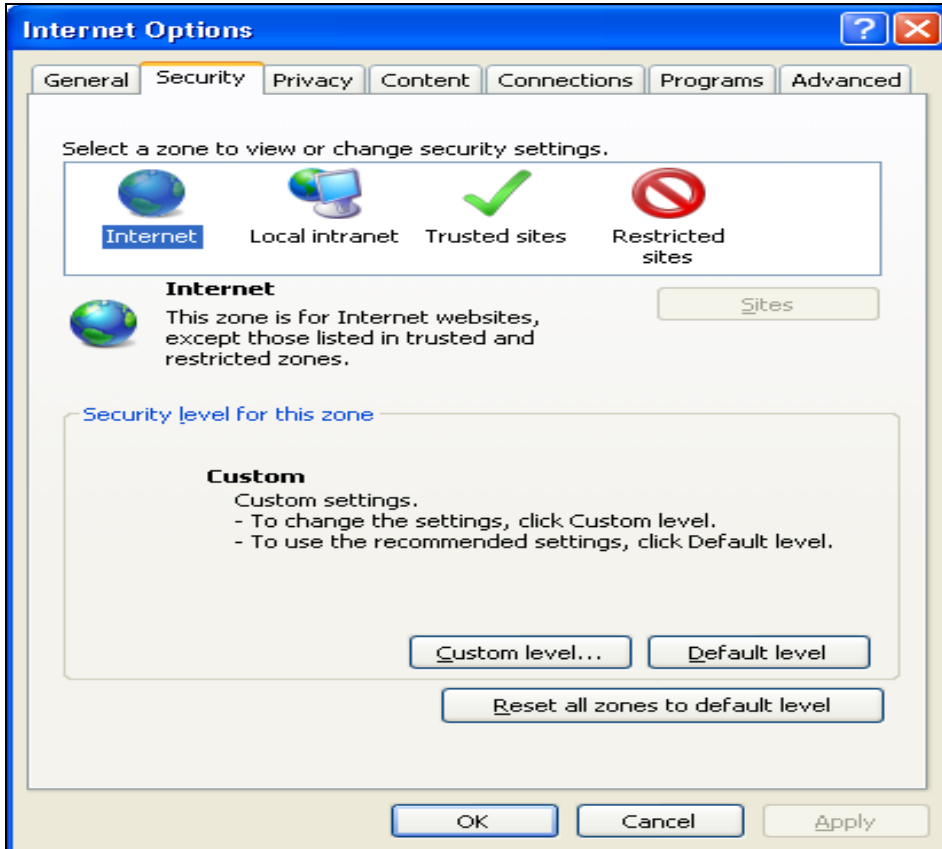 Internet Options
General Security Privacy Content Connections Programs Advanced
Select a zone to view or change security settings.
Internet Local intranet Trusted sites Restricted
sites
Internet
This zone is for Internet websites,
except those listed in trusted and
restricted zones.
Sites
Security level for this zone
Custom
Custom settings.
- To change the settings, click Custom level.
- To use the recommended settings, click Default level.
Custom level... Default level
Reset all zones to default level
OK Cancel Apply